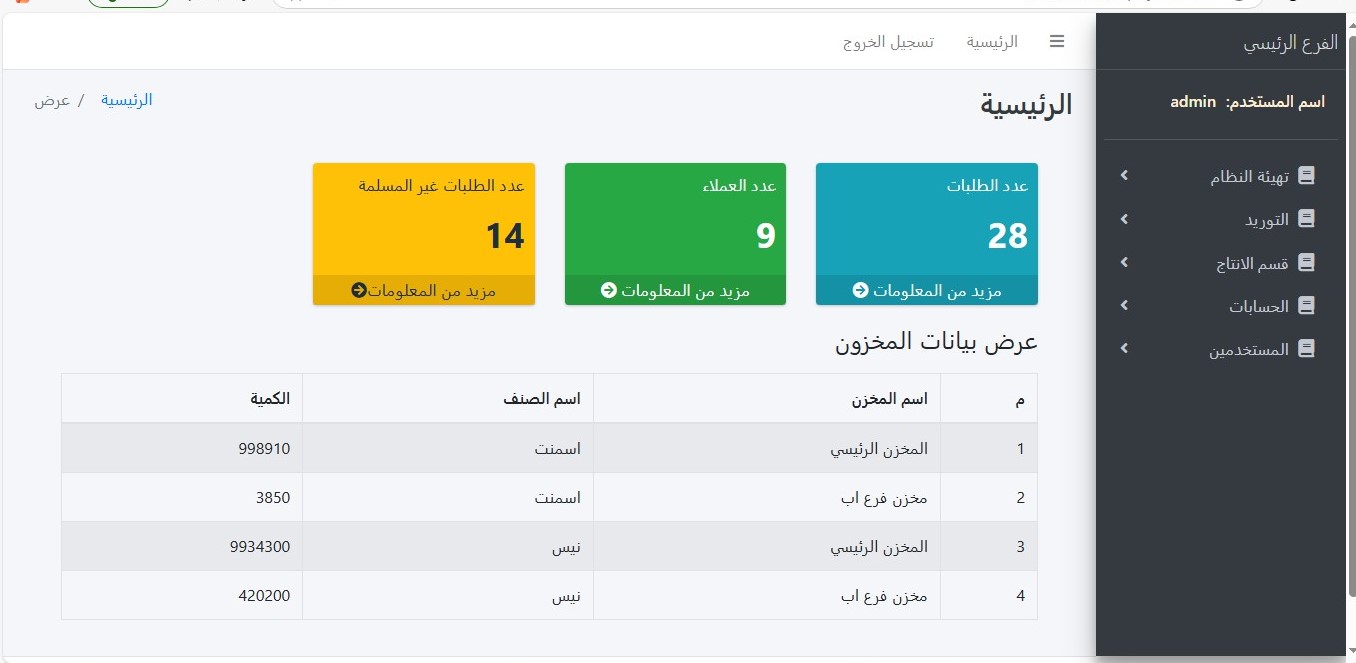 الفرع الرئيسي
اسم المستخدم: admin
تهيئة النظام
التوريد
قسم الانتاج
الحسابات
المستخدمين
الرئيسية تسجيل الخروج
الرئيسية
الرئيسية / عرض
عدد الطلبات
28
مزيد من المعلومات
عدد العملاء
9
مزيد من المعلومات
عدد الطلبات غير المسلمة
14
مزيد من المعلومات
عرض بيانات المخزون
م اسم المخزن اسم الصنف الكمية
1 المخزن الرئيسي اسمنت 998910
2 مخزن فرع اب اسمنت 3850
3 المخزن الرئيسي نيس 9934300
4 مخزن فرع اب نيس 420200